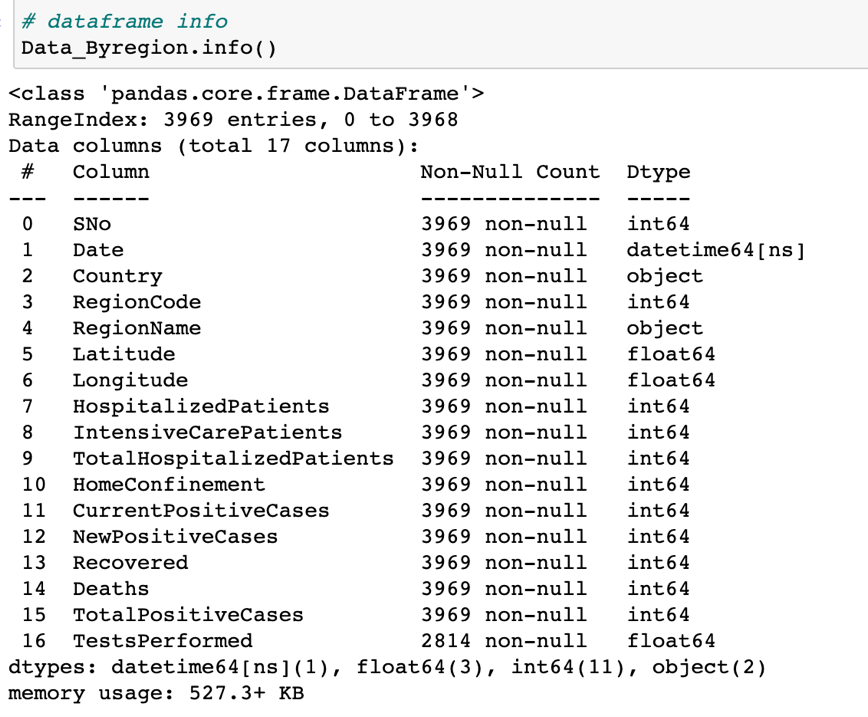 # dataframe info
Data_Byregion.info()
<class 'pandas.core.frame.DataFrame'>
RangeIndex: 3969 entries, 0 to 3968
Data columns (total 17 columns):
 #   Column                     Non-Null Count  Dtype
---  ------                     --------------  -----
 0   SNo                        3969 non-null   int64
 1   Date                       3969 non-null   datetime64[ns]
 2   Country                    3969 non-null   object
 3   RegionCode                 3969 non-null   int64
 4   RegionName                 3969 non-null   object
 5   Latitude                   3969 non-null   float64
 6   Longitude                  3969 non-null   float64
 7   HospitalizedPatients       3969 non-null   int64
 8   IntensiveCarePatients      3969 non-null   int64
 9   TotalHospitalizedPatients  3969 non-null   int64
 10  HomeConfinement            3969 non-null   int64
 11  CurrentPositiveCases       3969 non-null   int64
 12  NewPositiveCases           3969 non-null   int64
 13  Recovered                  3969 non-null   int64
 14  Deaths                     3969 non-null   int64
 15  TotalPositiveCases         3969 non-null   int64
 16  TestsPerformed             2814 non-null   float64
dtypes: datetime64[ns](1), float64(3), int64(11), object(2)
memory usage: 527.3+ KB